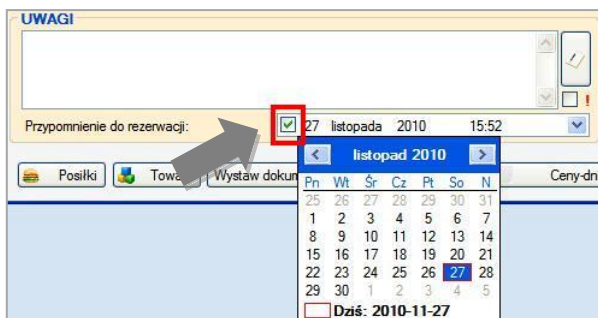 UWAGI
!
Przypomnienie do rezerwacji: 27 listopada 2010 15:52
Posiłki Wystaw Ceny-dn
listopad 2010
Pn Wt Śr Cz Pt So N
25 26 27 28 29 30 31
1 2 3 4 5 6 7
8 9 10 11 12 13 14
15 16 17 18 19 20 21
22 23 24 25 26 27 28
29 30 1 2 3 4 5
Dziś: 2010-11-27